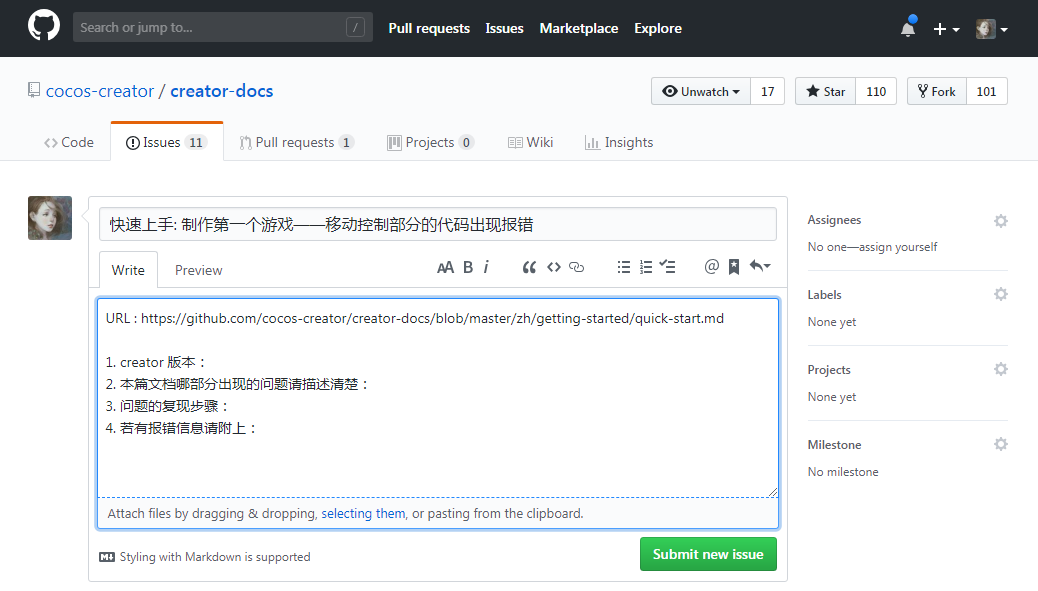 Search or jump to... /
Pull requests Issues Marketplace Explore
cocos-creator / creator-docs
Unwatch 17 Star 110 Fork 101
Code Issues 11 Pull requests 1 Projects 0 Wiki Insights
快速上手: 制作第一个游戏——移动控制部分的代码出现报错
Write Preview
AA B i @
URL : https://github.com/cocos-creator/creator-docs/blob/master/zh/getting-started/quick-start.md
1. creator 版本：
2. 本篇文档哪部分出现的问题请描述清楚：
3. 问题的复现步骤：
4. 若有报错信息请附上：
Attach files by dragging & dropping, selecting them, or pasting from the clipboard.
Styling with Markdown is supported
Submit new issue
Assignees
No one—assign yourself
Labels
None yet
Projects
None yet
Milestone
No milestone